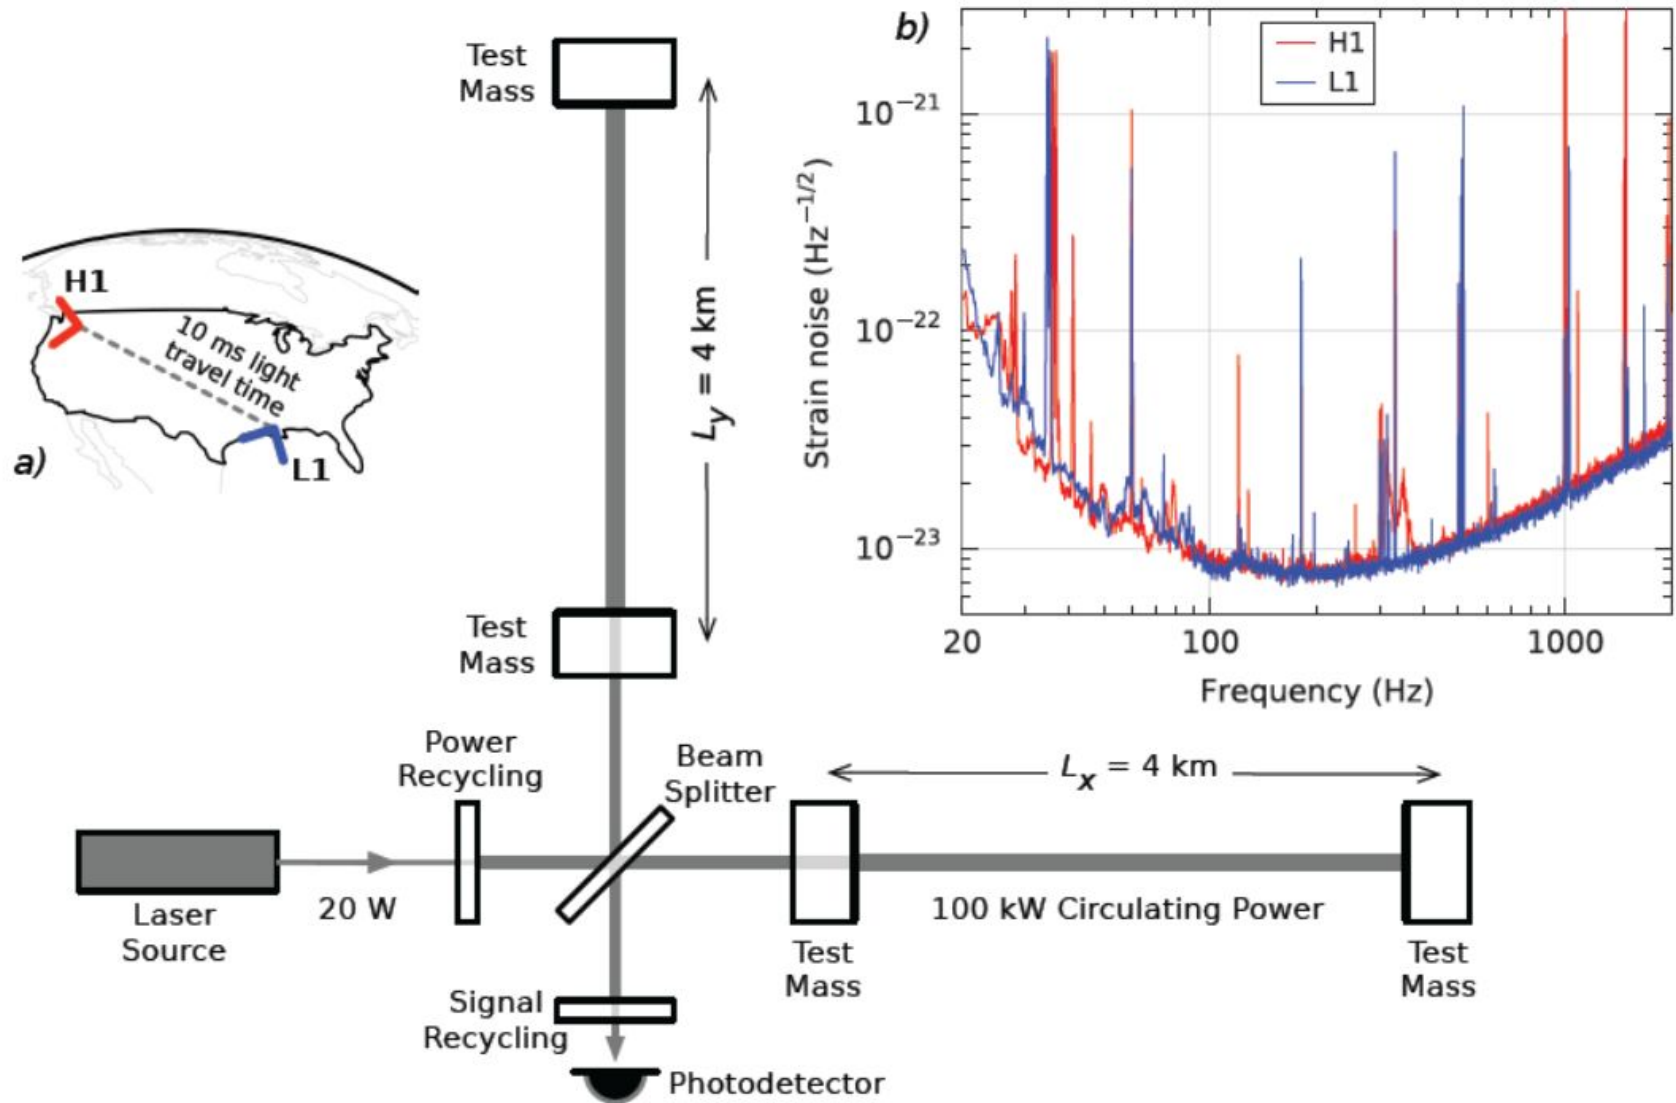 Test
Mass
b)
H1
L1
10⁻²¹
10⁻²²
10⁻²³
Strain noise (Hz⁻¹/²)
20
100
1000
Frequency (Hz)
H1
10 ms light
travel time
L1
a)
L_y = 4 km
Test
Mass
Power
Recycling
Beam
Splitter
L_x = 4 km
Laser
Source
20 W
100 kW Circulating Power
Test
Mass
Test
Mass
Signal
Recycling
Photodetector